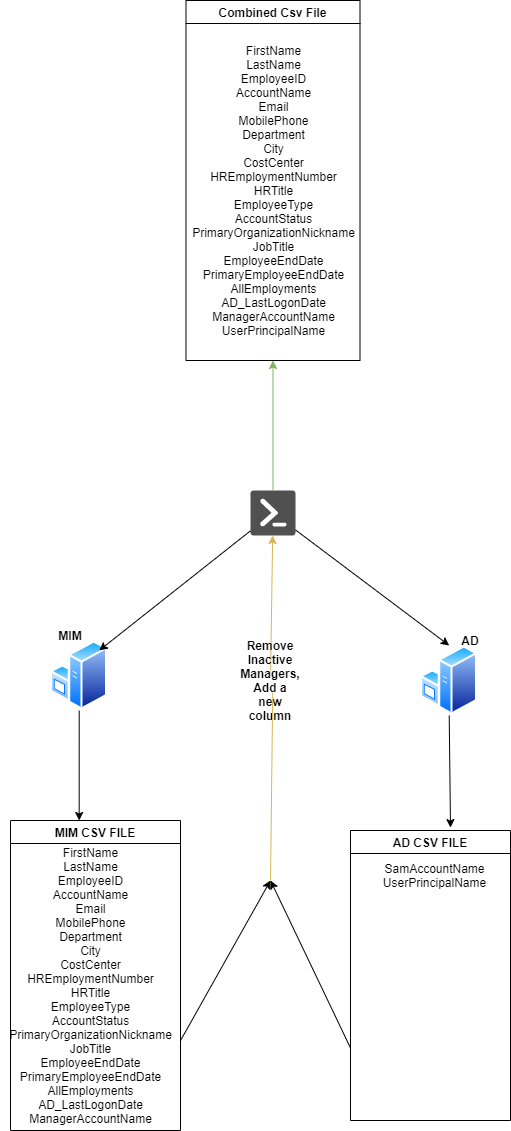 Combined Csv File
FirstName
LastName
EmployeeID
AccountName
Email
MobilePhone
Department
City
CostCenter
HREmploymentNumber
HRTitle
EmployeeType
AccountStatus
PrimaryOrganizationNickname
JobTitle
EmployeeEndDate
PrimaryEmployeeEndDate
AllEmployments
AD_LastLogonDate
ManagerAccountName
UserPrincipalName
MIM
AD
Remove
Inactive
Managers,
Add a
new
column
MIM CSV FILE
FirstName
LastName
EmployeeID
AccountName
Email
MobilePhone
Department
City
CostCenter
HREmploymentNumber
HRTitle
EmployeeType
AccountStatus
PrimaryOrganizationNickname
JobTitle
EmployeeEndDate
PrimaryEmployeeEndDate
AllEmployments
AD_LastLogonDate
ManagerAccountName
AD CSV FILE
SamAccountName
UserPrincipalName